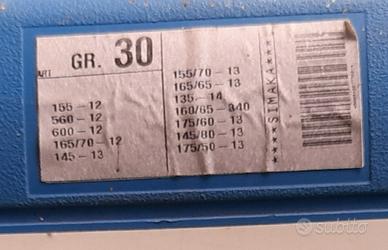 ART GR. 30
155 - 12
560 - 12
600 - 12
165/70 - 12
145 - 13
155/70 - 13
165/65 - 13
135 - 14
160/65 - 340
175/60 - 13
145/80 - 13
175/50 - 13
****SIMAKA****
subito